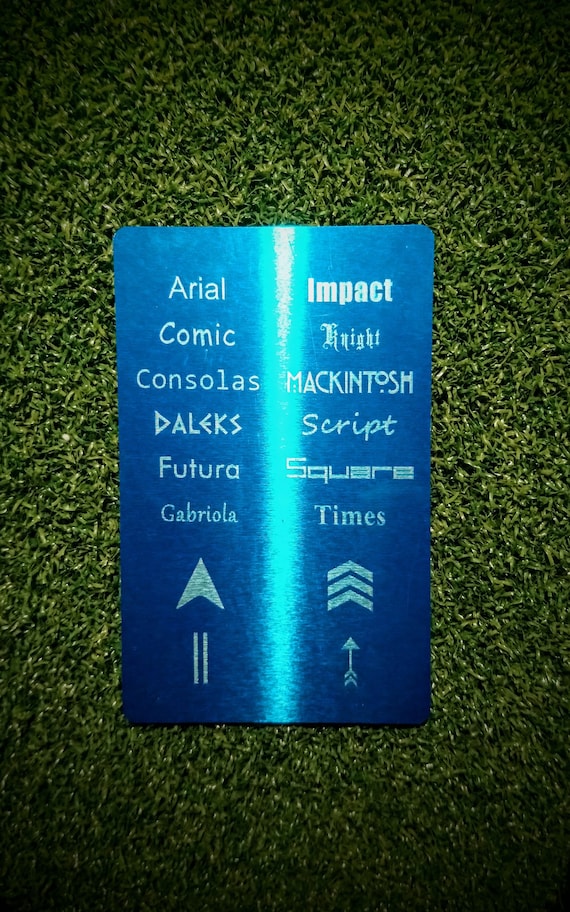 Arial Impact
Comic Knight
Consolas MACKINTOSH
DALEKS Script
Futura Square
Gabriola Times